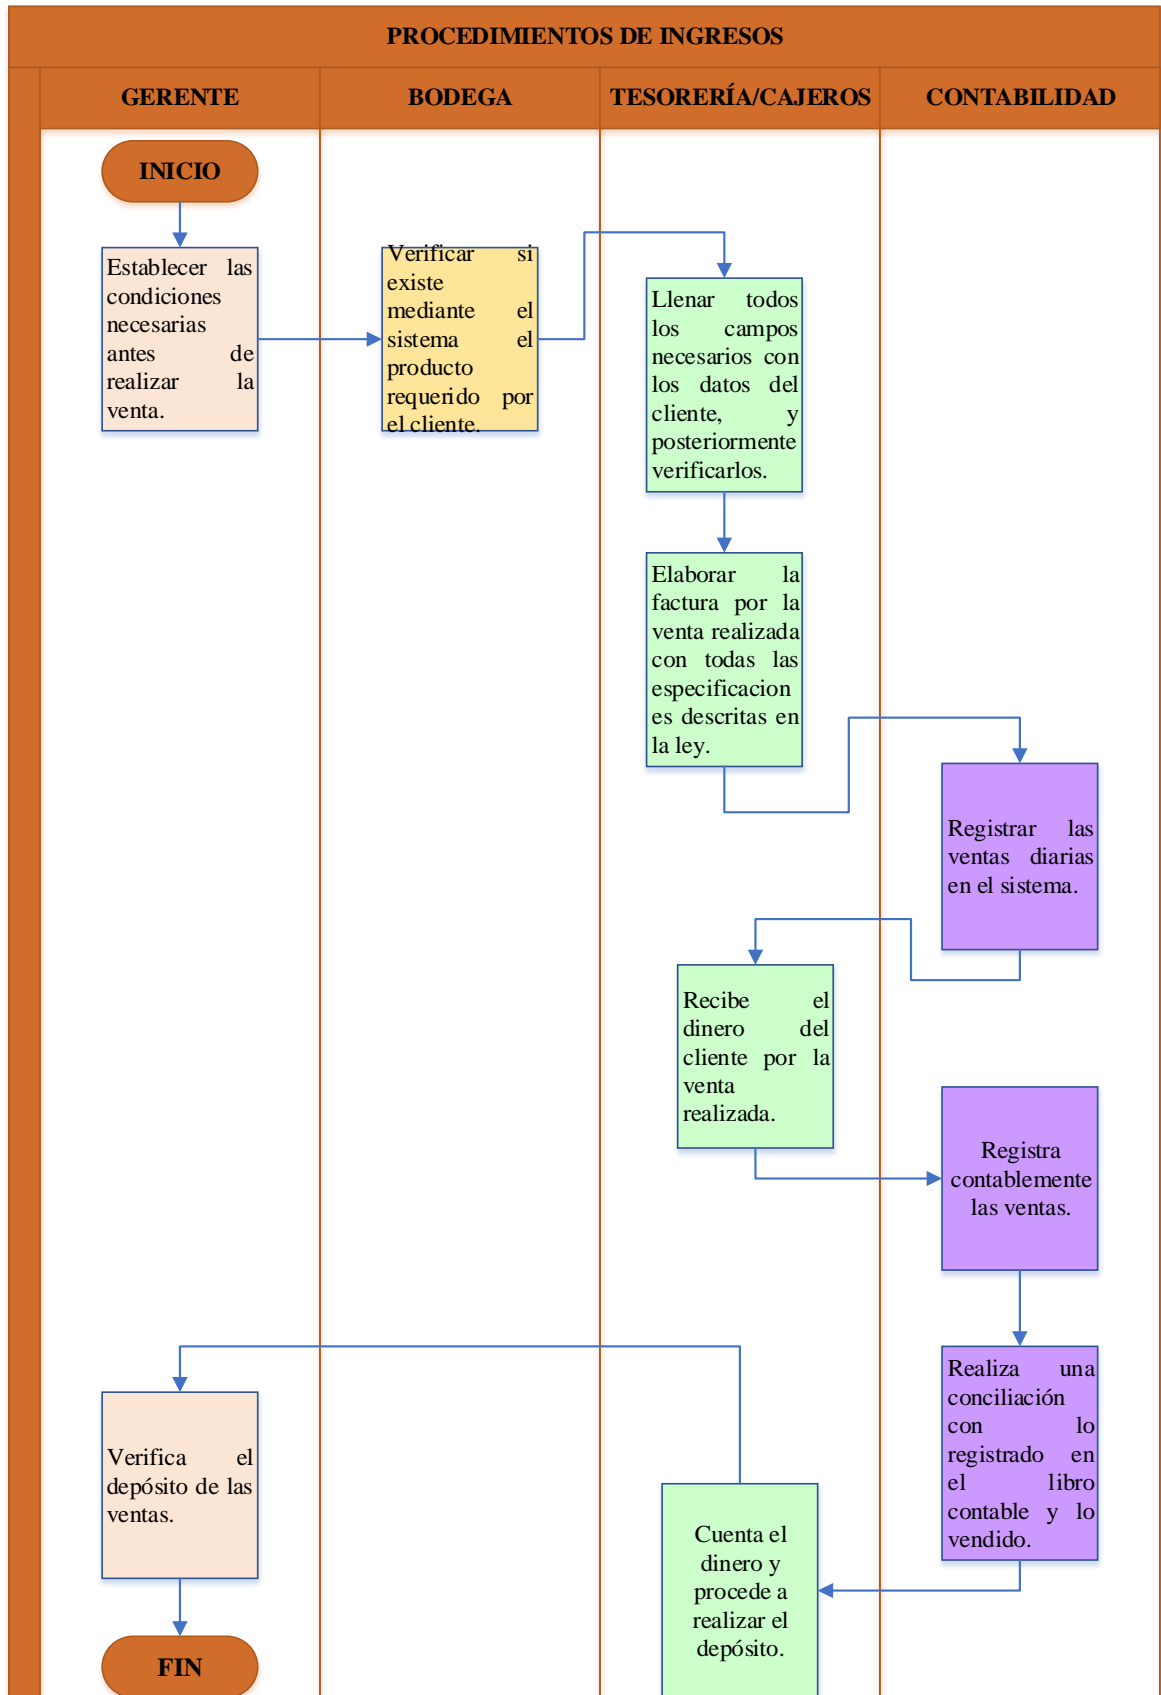 PROCEDIMIENTOS DE INGRESOS
GERENTE
BODEGA
TESORERÍA/CAJEROS
CONTABILIDAD
INICIO
Establecer las
condiciones
necesarias
antes de
realizar la
venta.
Verificar si
existe
mediante el
sistema el
producto
requerido por
el cliente.
Llenar todos
los campos
necesarios con
los datos del
cliente, y
posteriormente
verificarlos.
Elaborar la
factura por la
venta realizada
con todas las
especificacion
es descritas en
la ley.
Registrar las
ventas diarias
en el sistema.
Recibe el
dinero del
cliente por la
venta
realizada.
Registra
contablemente
las ventas.
Realiza una
conciliación
con lo
registrado en
el libro
contable y lo
vendido.
Cuenta el
dinero y
procede a
realizar el
depósito.
Verifica el
depósito de las
ventas.
FIN